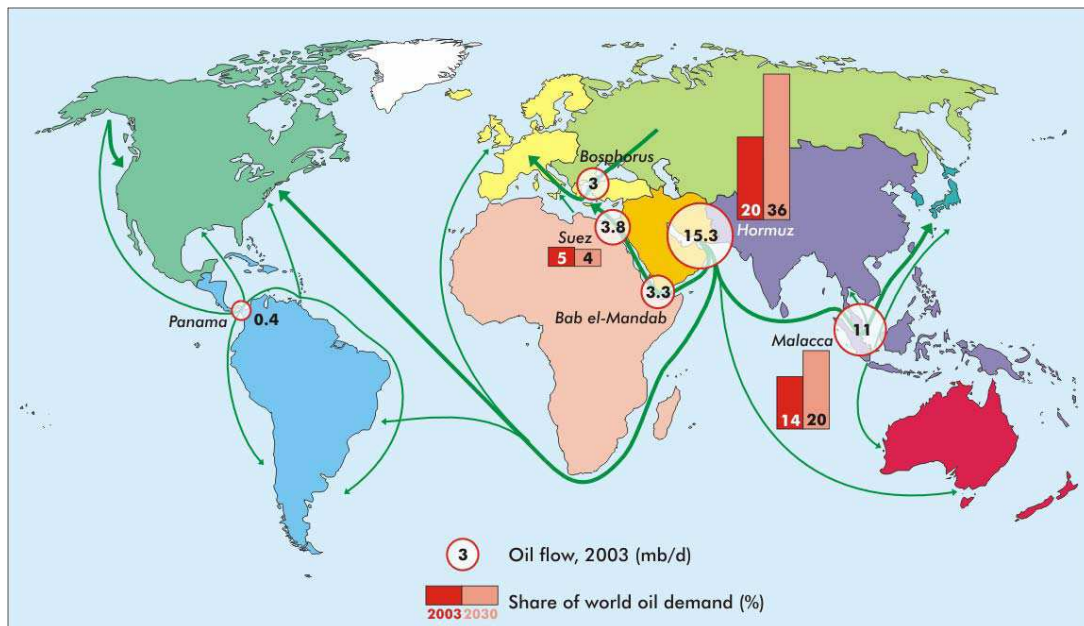 Bosphorus
3
20 36
Hormuz
3.8
Suez
5 4
15.3
3.3
Bab el-Mandab
Panama
0.4
Malacca
11
14 20
3 Oil flow, 2003 (mb/d)
Share of world oil demand (%)
2003 2030